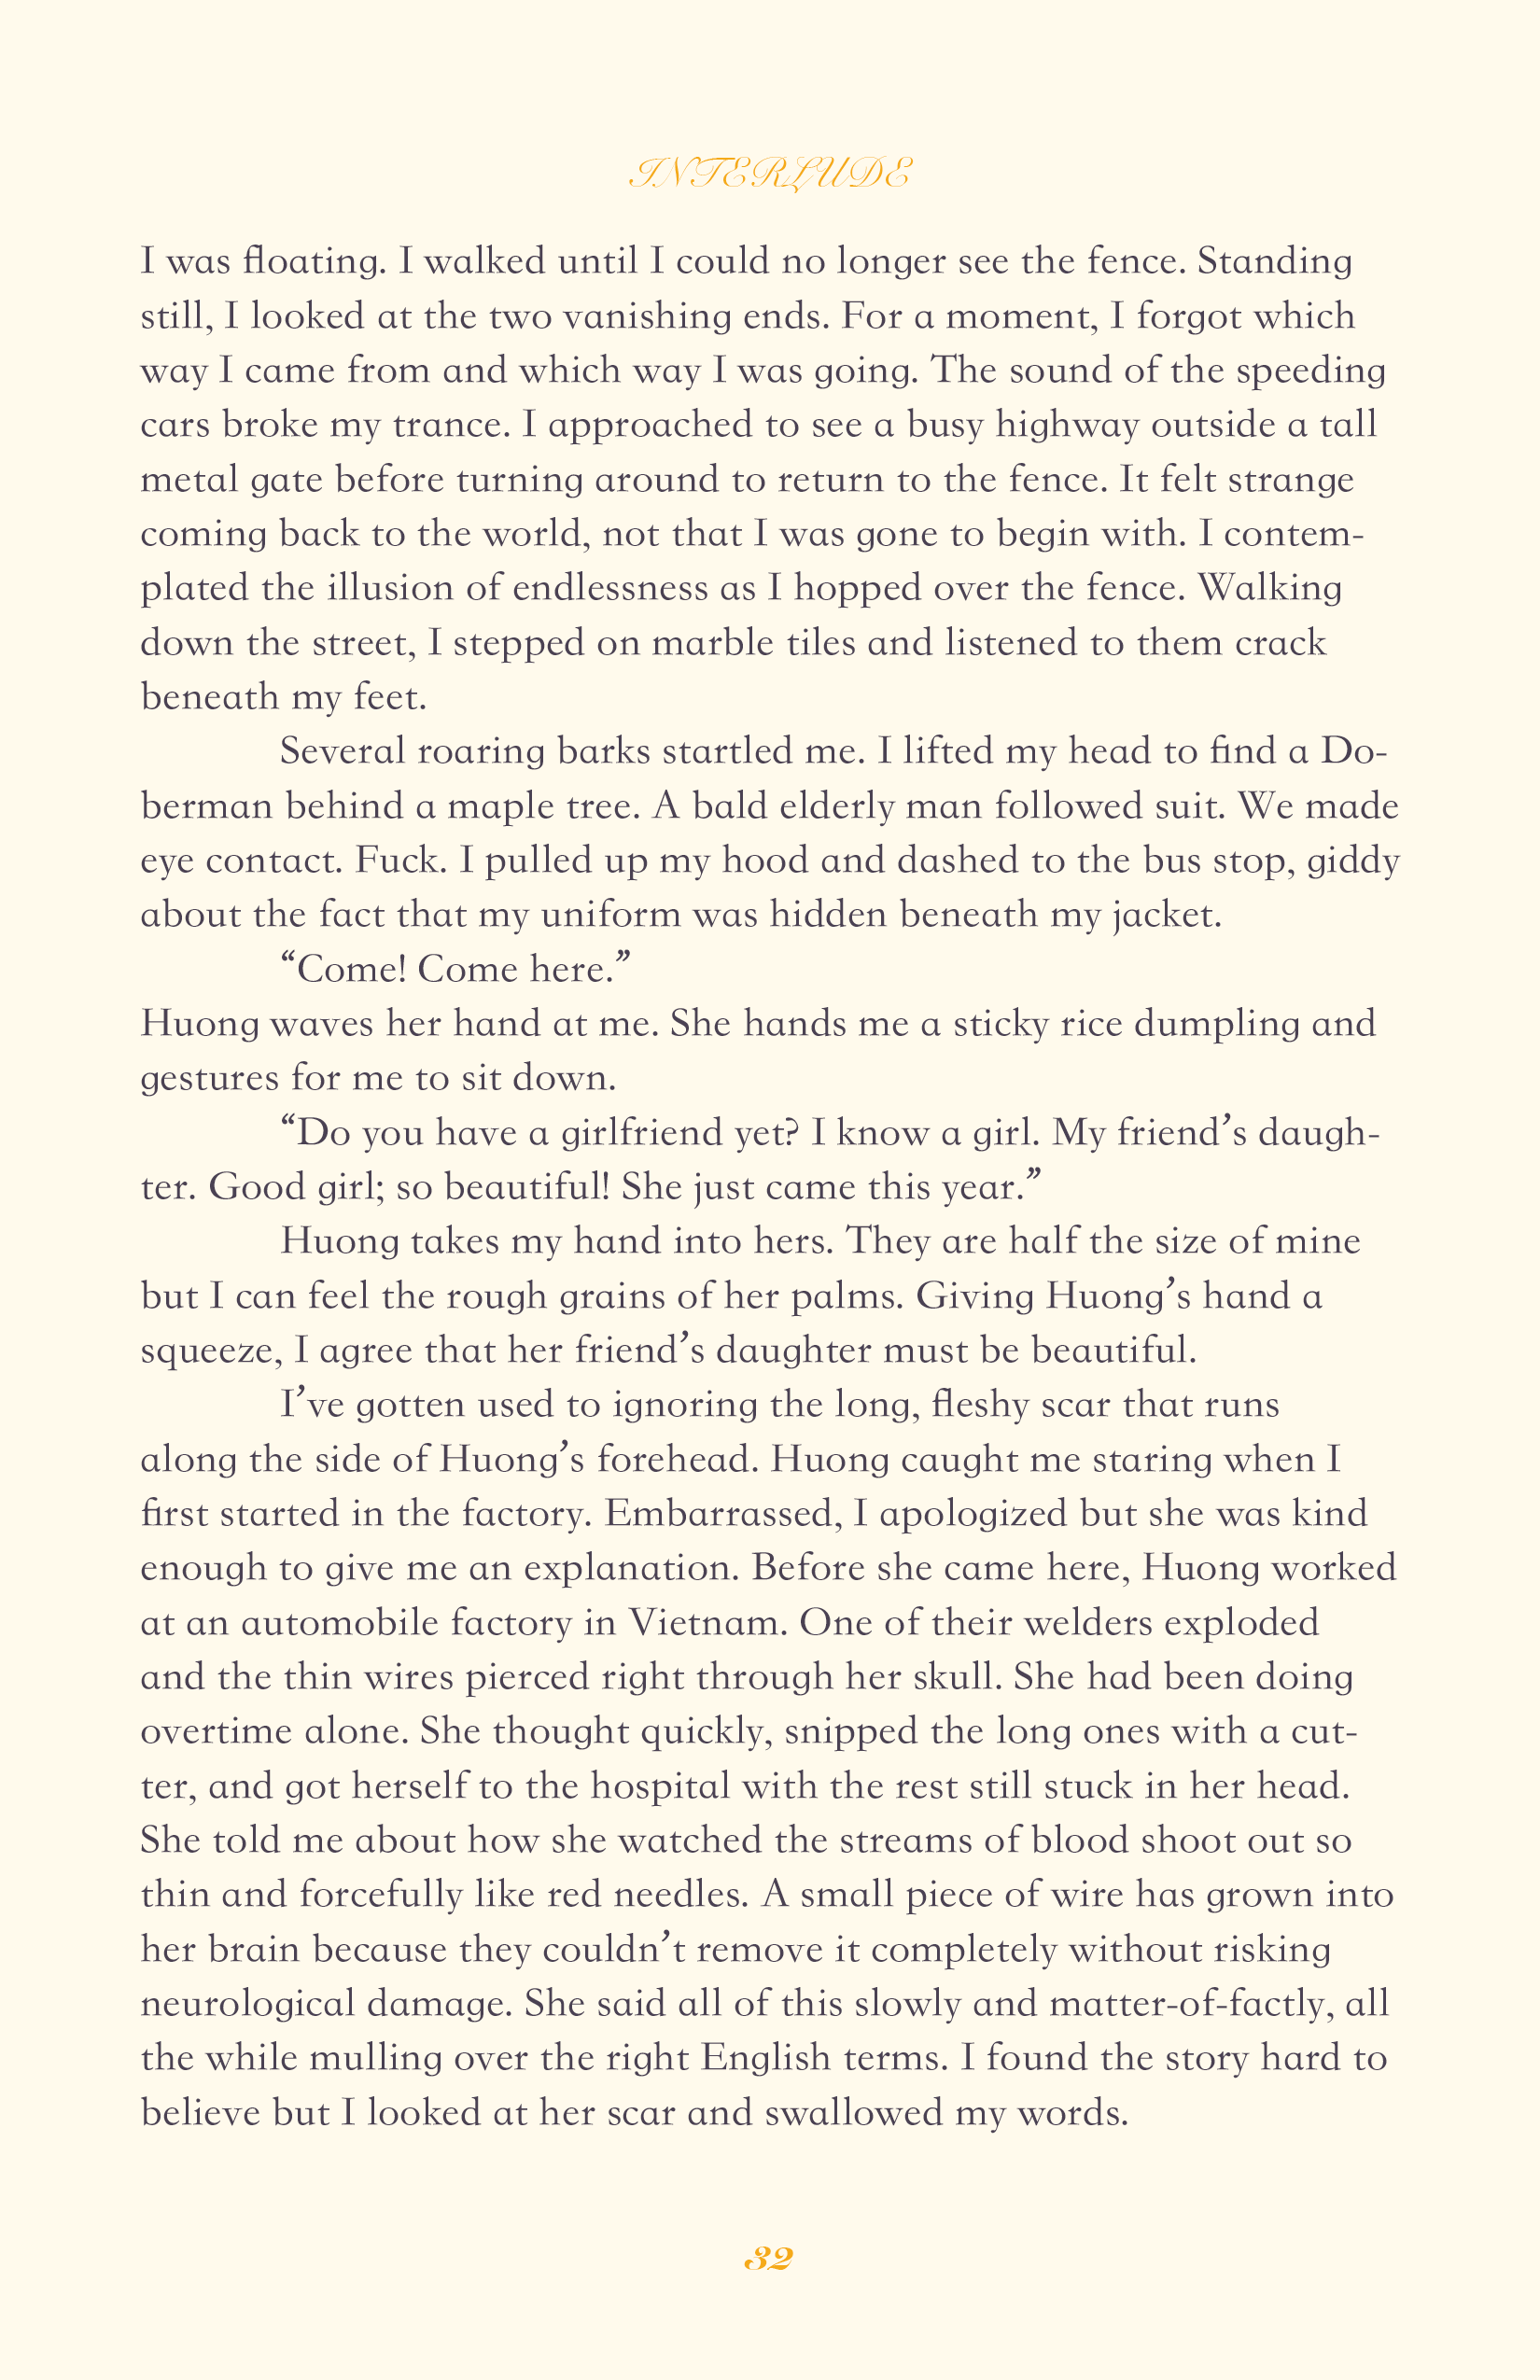 INTERLUDE
I was floating. I walked until I could no longer see the fence. Standing
still, I looked at the two vanishing ends. For a moment, I forgot which
way I came from and which way I was going. The sound of the speeding
cars broke my trance. I approached to see a busy highway outside a tall
metal gate before turning around to return to the fence. It felt strange
coming back to the world, not that I was gone to begin with. I contem-
plated the illusion of endlessness as I hopped over the fence. Walking
down the street, I stepped on marble tiles and listened to them crack
beneath my feet.
Several roaring barks startled me. I lifted my head to find a Do-
berman behind a maple tree. A bald elderly man followed suit. We made
eye contact. Fuck. I pulled up my hood and dashed to the bus stop, giddy
about the fact that my uniform was hidden beneath my jacket.
“Come! Come here.”
Huong waves her hand at me. She hands me a sticky rice dumpling and
gestures for me to sit down.
“Do you have a girlfriend yet? I know a girl. My friend’s daugh-
ter. Good girl; so beautiful! She just came this year.”
Huong takes my hand into hers. They are half the size of mine
but I can feel the rough grains of her palms. Giving Huong’s hand a
squeeze, I agree that her friend’s daughter must be beautiful.
I’ve gotten used to ignoring the long, fleshy scar that runs
along the side of Huong’s forehead. Huong caught me staring when I
first started in the factory. Embarrassed, I apologized but she was kind
enough to give me an explanation. Before she came here, Huong worked
at an automobile factory in Vietnam. One of their welders exploded
and the thin wires pierced right through her skull. She had been doing
overtime alone. She thought quickly, snipped the long ones with a cut-
ter, and got herself to the hospital with the rest still stuck in her head.
She told me about how she watched the streams of blood shoot out so
thin and forcefully like red needles. A small piece of wire has grown into
her brain because they couldn’t remove it completely without risking
neurological damage. She said all of this slowly and matter-of-factly, all
the while mulling over the right English terms. I found the story hard to
believe but I looked at her scar and swallowed my words.
32